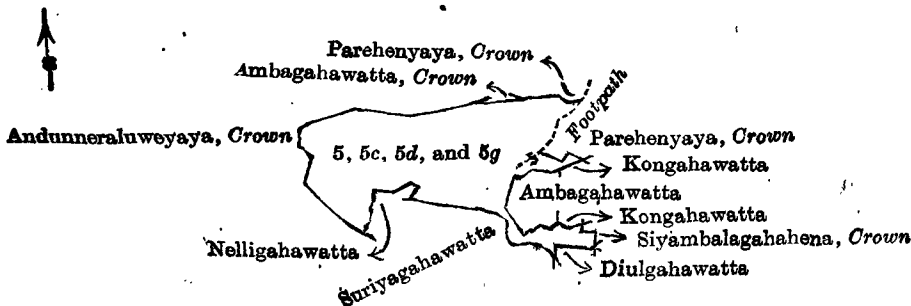 Parehenyaya, Crown
Ambagahawatta, Crown
Footpath
Andunneraluweyaya, Crown
5, 5c, 5d, and 5g
Parehenyaya, Crown
Kongahawatta
Ambagahawatta
Kongahawatta
Siyambalagahahena, Crown
Nelligahawatta
Suriyagahawatta
Diulgahawatta